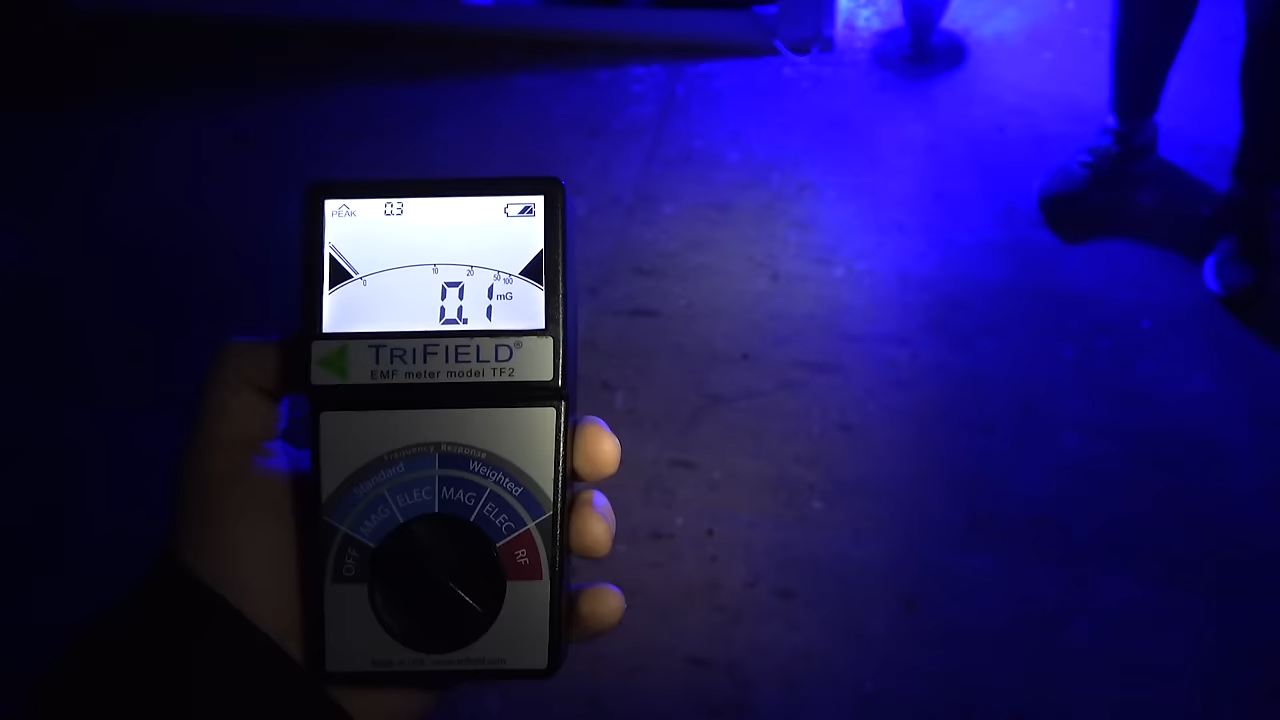 PEAK 0.3
0 10 20 50 100
0.1 mG
TRIFIELD®
EMF meter model TF2
Frequency Response
Standard Weighted
OFF MAG ELEC MAG ELEC RF